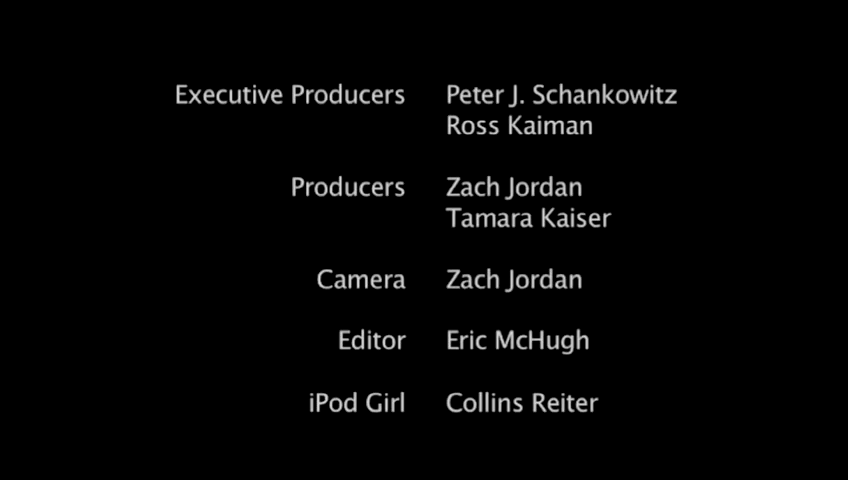 Executive Producers Peter J. Schankowitz
Ross Kaiman
Producers Zach Jordan
Tamara Kaiser
Camera Zach Jordan
Editor Eric McHugh
iPod Girl Collins Reiter